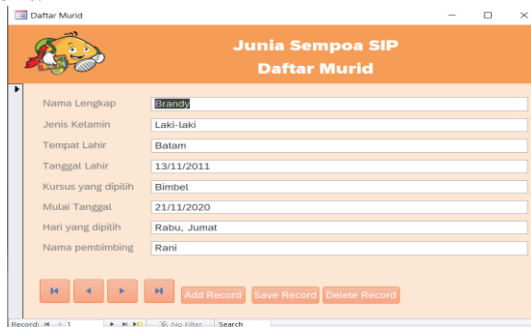 Daftar Murid
Junia Sempoa SIP
Daftar Murid
Nama Lengkap Brandy
Jenis Kelamin Laki-laki
Tempat Lahir Batam
Tanggal Lahir 13/11/2011
Kursus yang dipilih Bimbel
Mulai Tanggal 21/11/2020
Hari yang dipilih Rabu, Jumat
Nama pembimbing Rani
Add Record Save Record Delete Record
Record: 1 No Filter Search